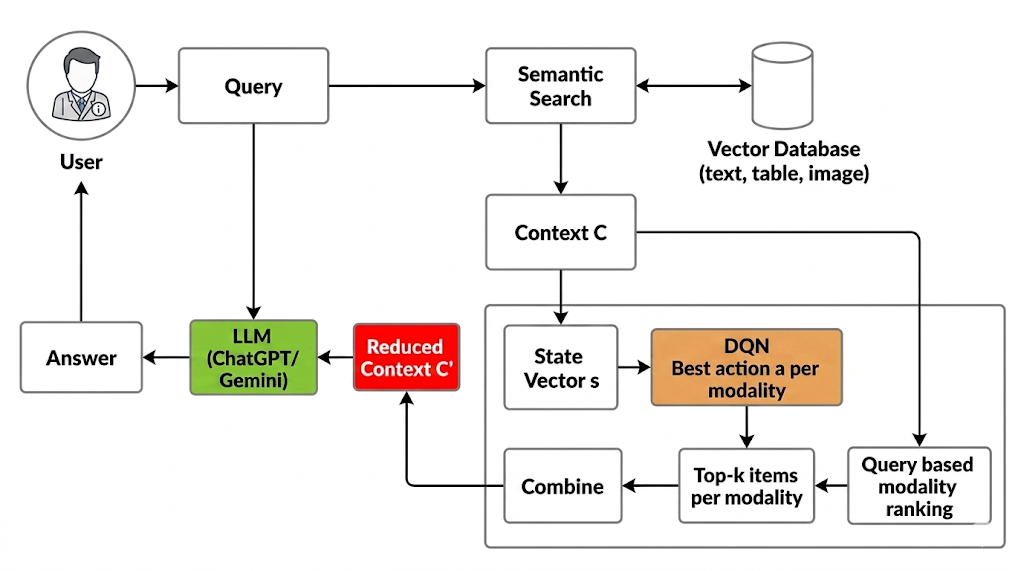 Query
Semantic
Search
User
Vector Database
(text, table, image)
Context C
Answer
LLM
(ChatGPT/
Gemini)
Reduced
Context C'
State
Vector s
DQN
Best action a per
modality
Combine
Top-k items
per modality
Query based
modality
ranking